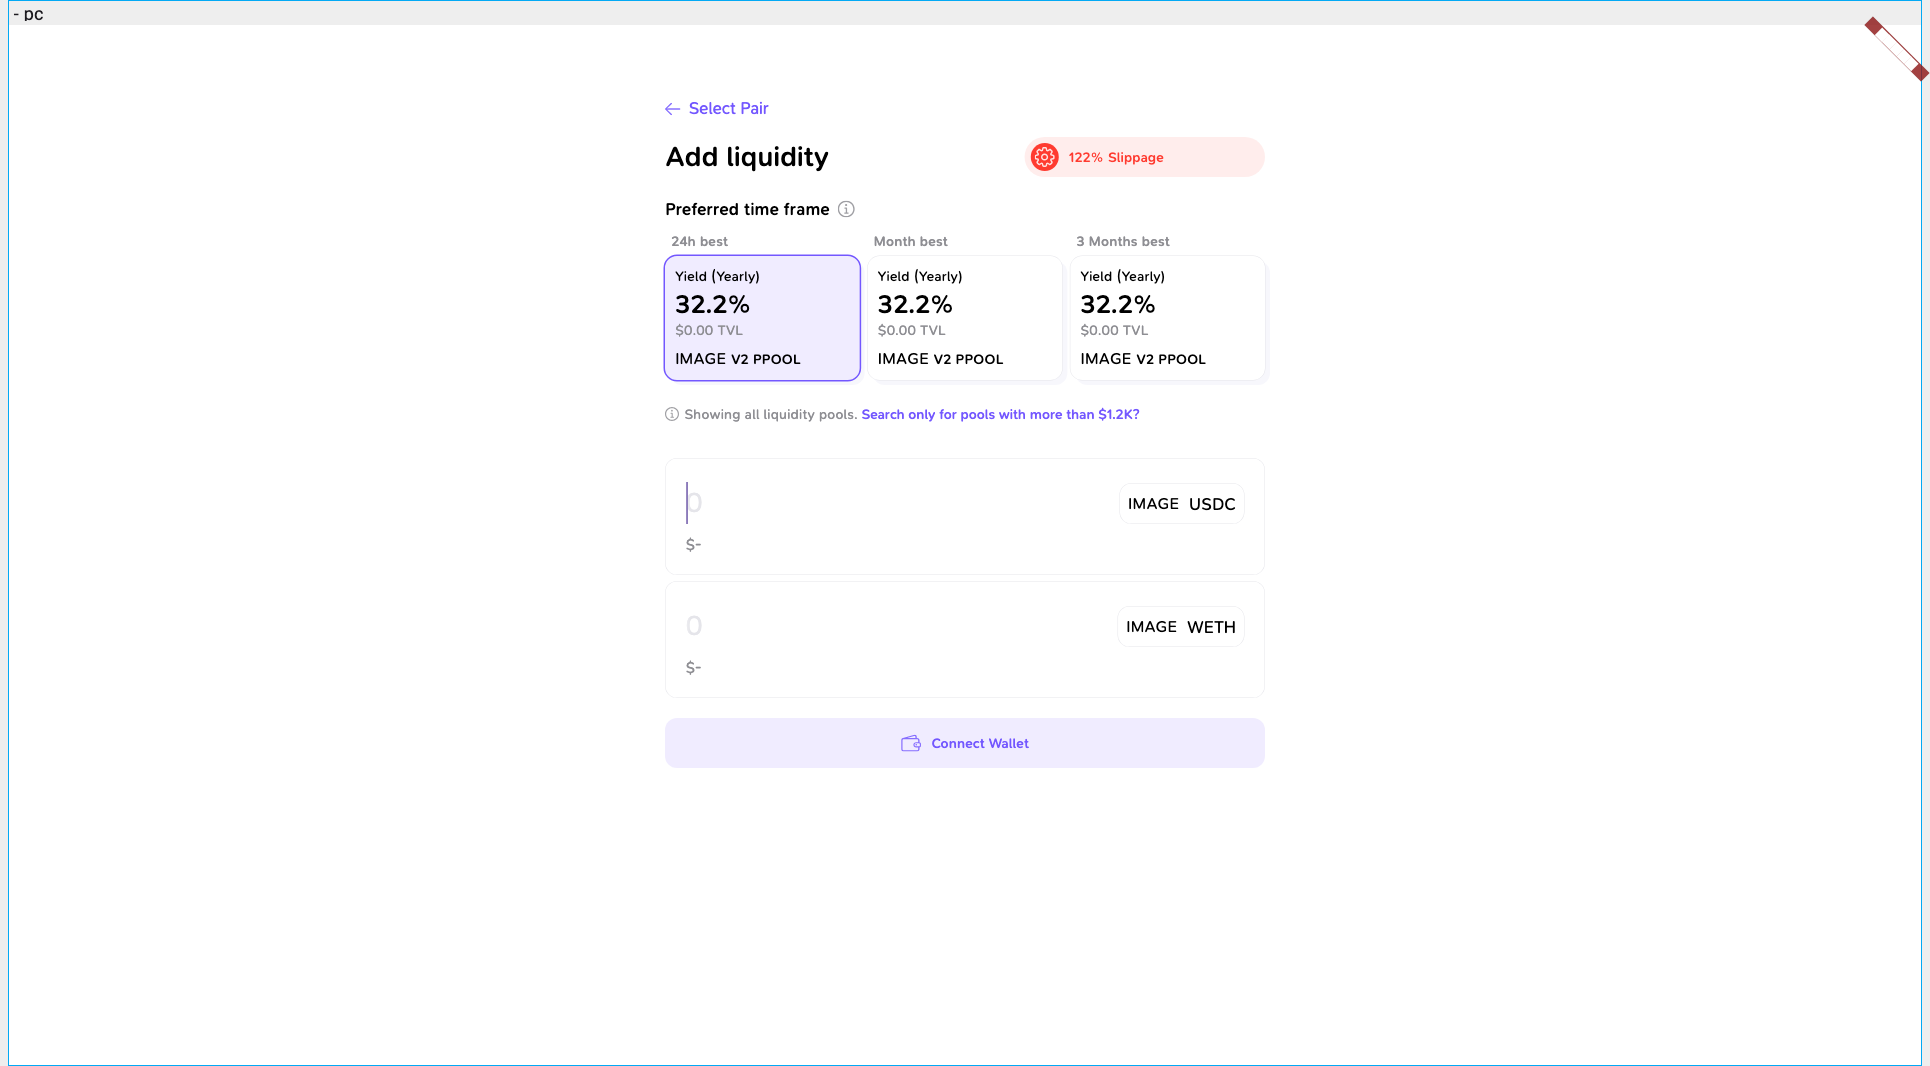 - pc
Select Pair
Add liquidity
122% Slippage
Preferred time frame
24h best
Month best
3 Months best
Yield (Yearly)
32.2%
$0.00 TVL
IMAGE V2 PPOOL
Yield (Yearly)
32.2%
$0.00 TVL
IMAGE V2 PPOOL
Yield (Yearly)
32.2%
$0.00 TVL
IMAGE V2 PPOOL
Showing all liquidity pools. Search only for pools with more than $1.2K?
0
IMAGE USDC
$-
0
IMAGE WETH
$-
Connect Wallet